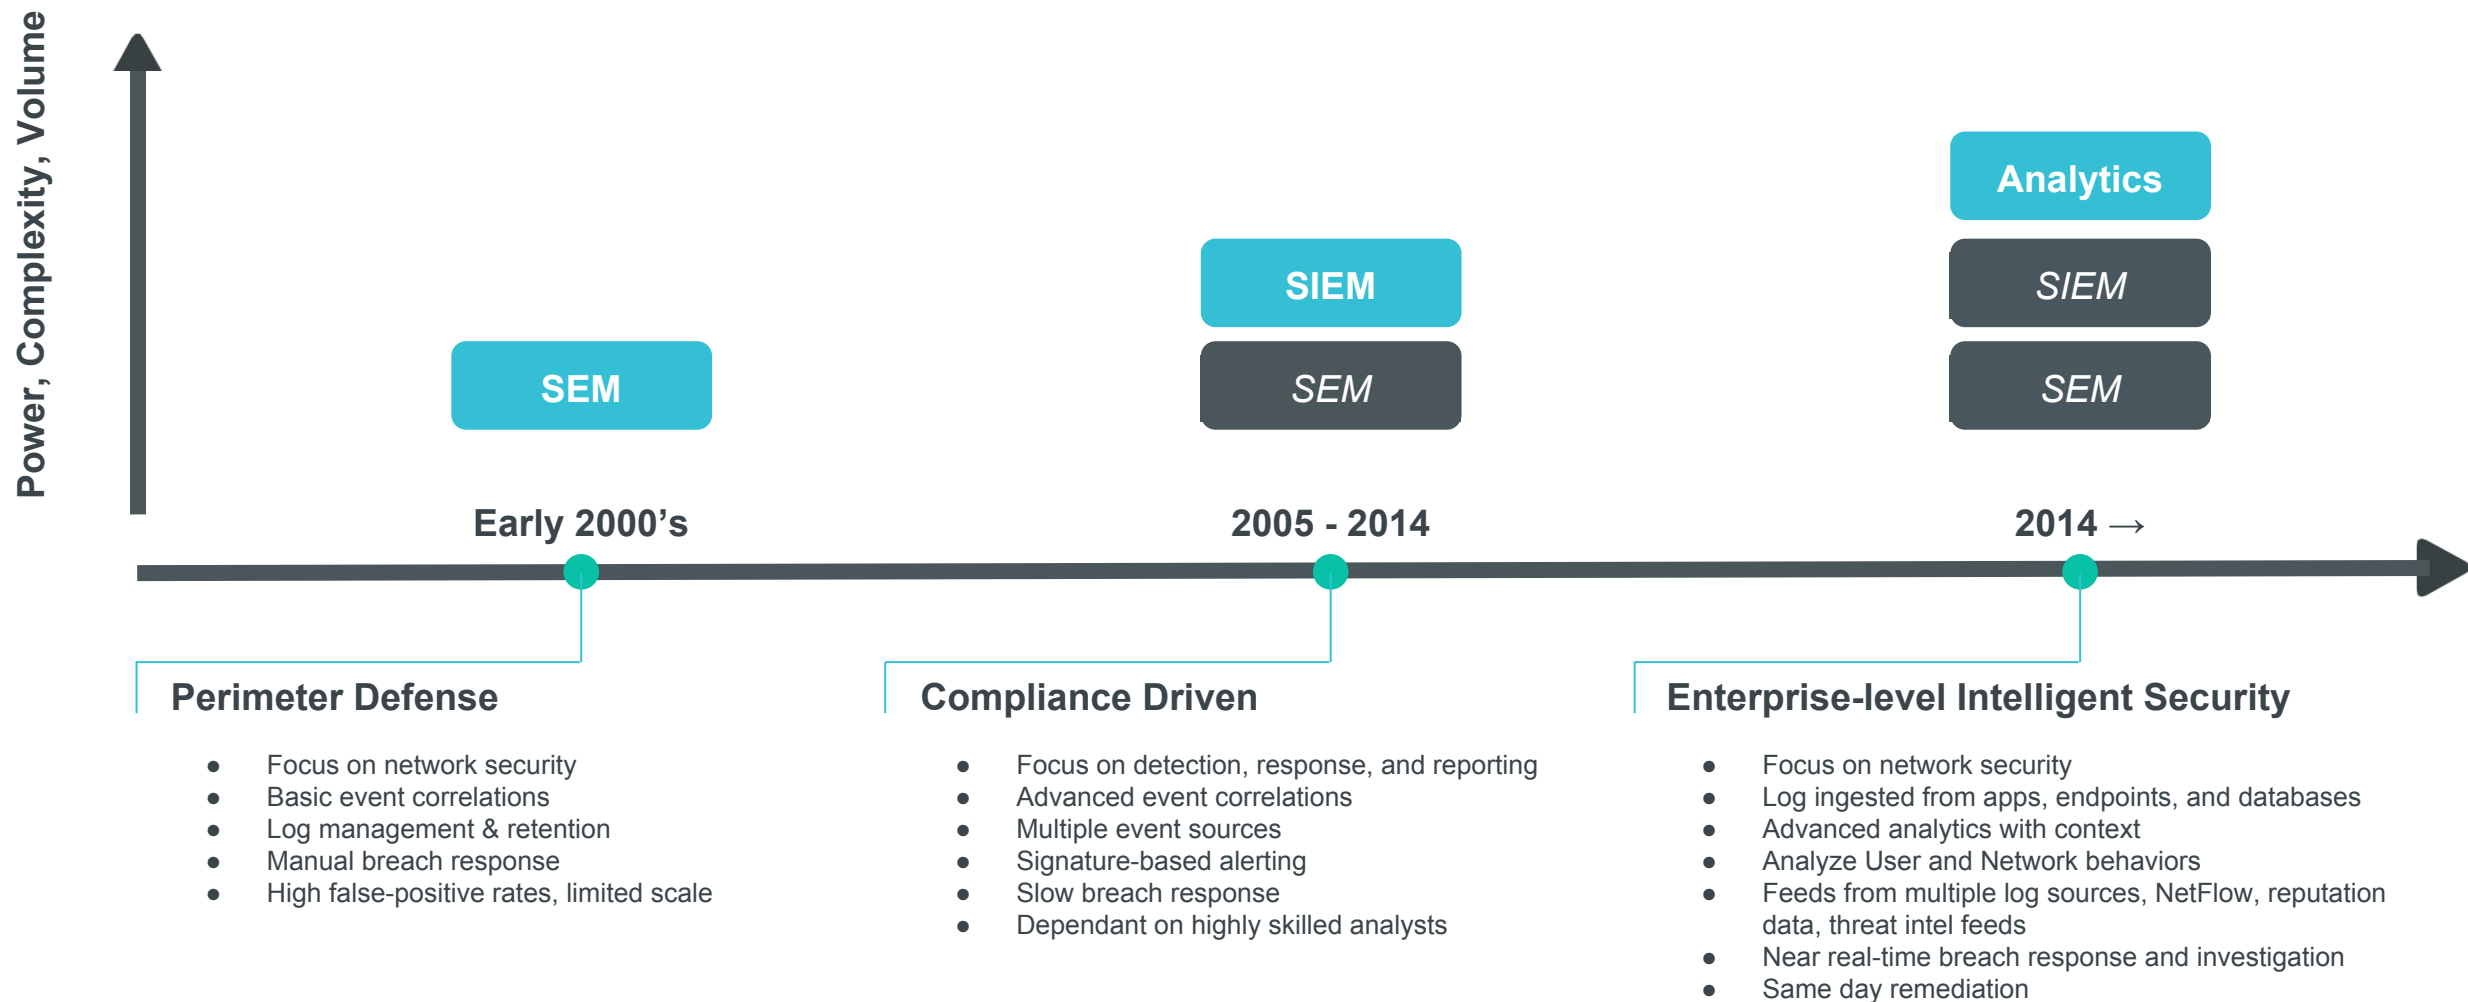 Power, Complexity, Volume
Analytics
SIEM
SIEM
SEM
SEM
SEM
Early 2000’s
2005 - 2014
2014 →
Perimeter Defense
● Focus on network security
● Basic event correlations
● Log management & retention
● Manual breach response
● High false-positive rates, limited scale
Compliance Driven
● Focus on detection, response, and reporting
● Advanced event correlations
● Multiple event sources
● Signature-based alerting
● Slow breach response
● Dependant on highly skilled analysts
Enterprise-level Intelligent Security
● Focus on network security
● Log ingested from apps, endpoints, and databases
● Advanced analytics with context
● Analyze User and Network behaviors
● Feeds from multiple log sources, NetFlow, reputation
data, threat intel feeds
● Near real-time breach response and investigation
● Same day remediation